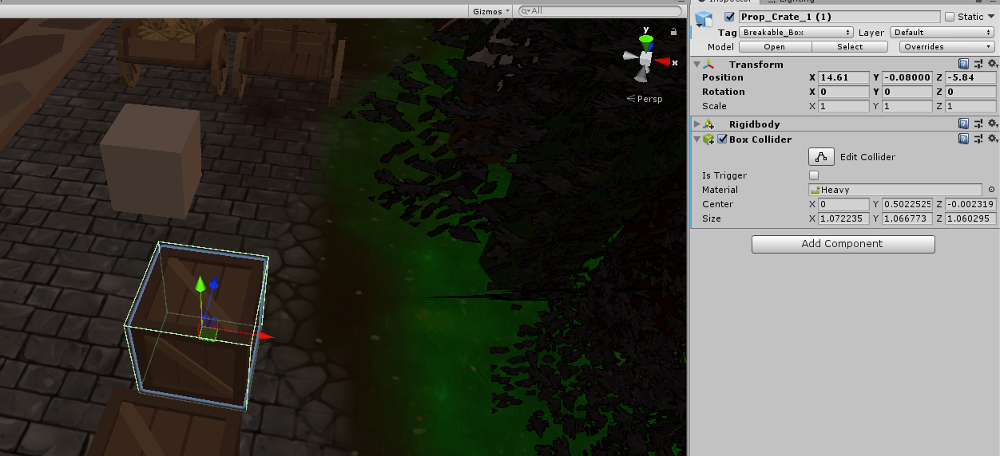 Inspector Lighting
Gizmos All
Prop_Crate_1 (1) Static
Tag Breakable_Box Layer Default
Model Open Select Overrides
Transform
Position X 14.61 Y -0.08000 Z -5.84
Rotation X 0 Y 0 Z 0
Scale X 1 Y 1 Z 1
Rigidbody
Box Collider
Edit Collider
Is Trigger
Material Heavy
Center X 0 Y 0.5022525 Z -0.002319
Size X 1.072235 Y 1.066773 Z 1.060295
Add Component
y
x
Persp